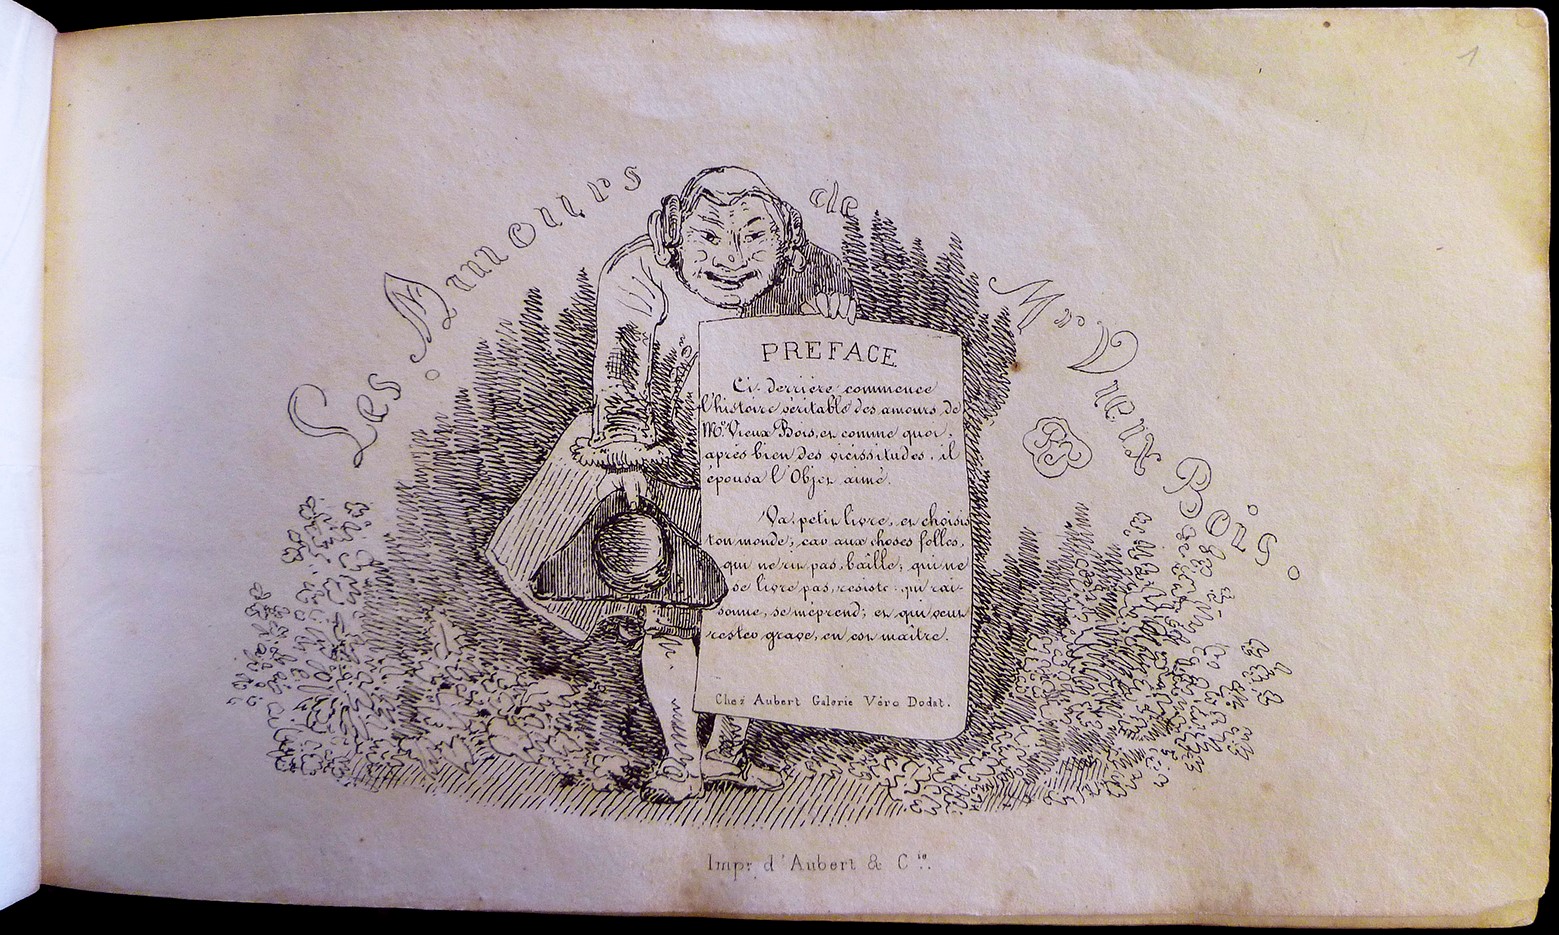 1
Les Amours de Mr. Vieux Bois.
PREFACE
Ci-derrière commence
l'histoire véritable des amours de
Mr. Vieux Bois, et comme quoi,
après bien des vicissitudes, il
épousa l'Objet aimé.
Va, petit livre, et choisis
ton monde; car aux choses folles,
qui ne rit pas, baille; qui ne
se livre pas, résiste; qui rai-
sonne, se méprend; et qui veut
rester grave, en est maître.
Chez Aubert Galerie Véro Dodat.
Impr. d'Aubert & Cie.